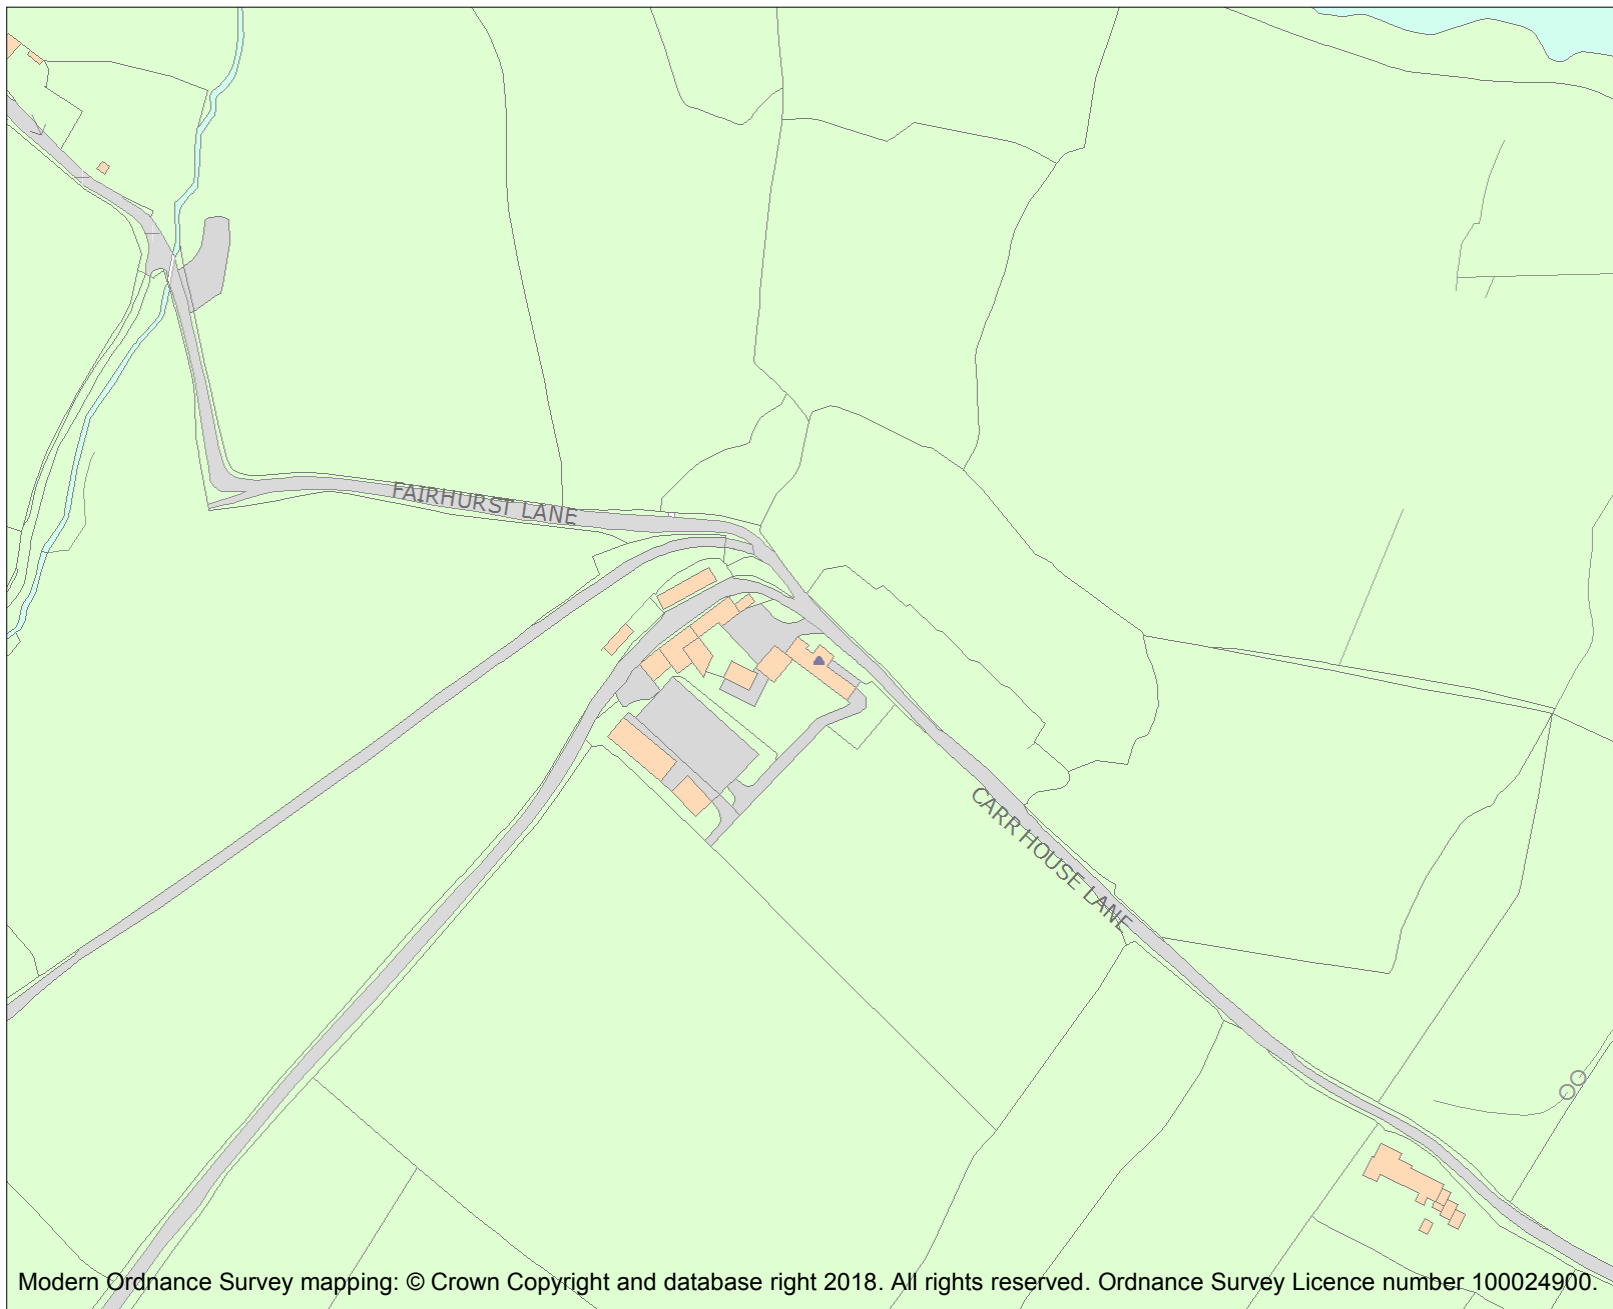 FAIRHURST LANE
CARR HOUSE LANE
Modern Ordnance Survey mapping: © Crown Copyright and database right 2018. All rights reserved. Ordnance Survey Licence number 100024900.